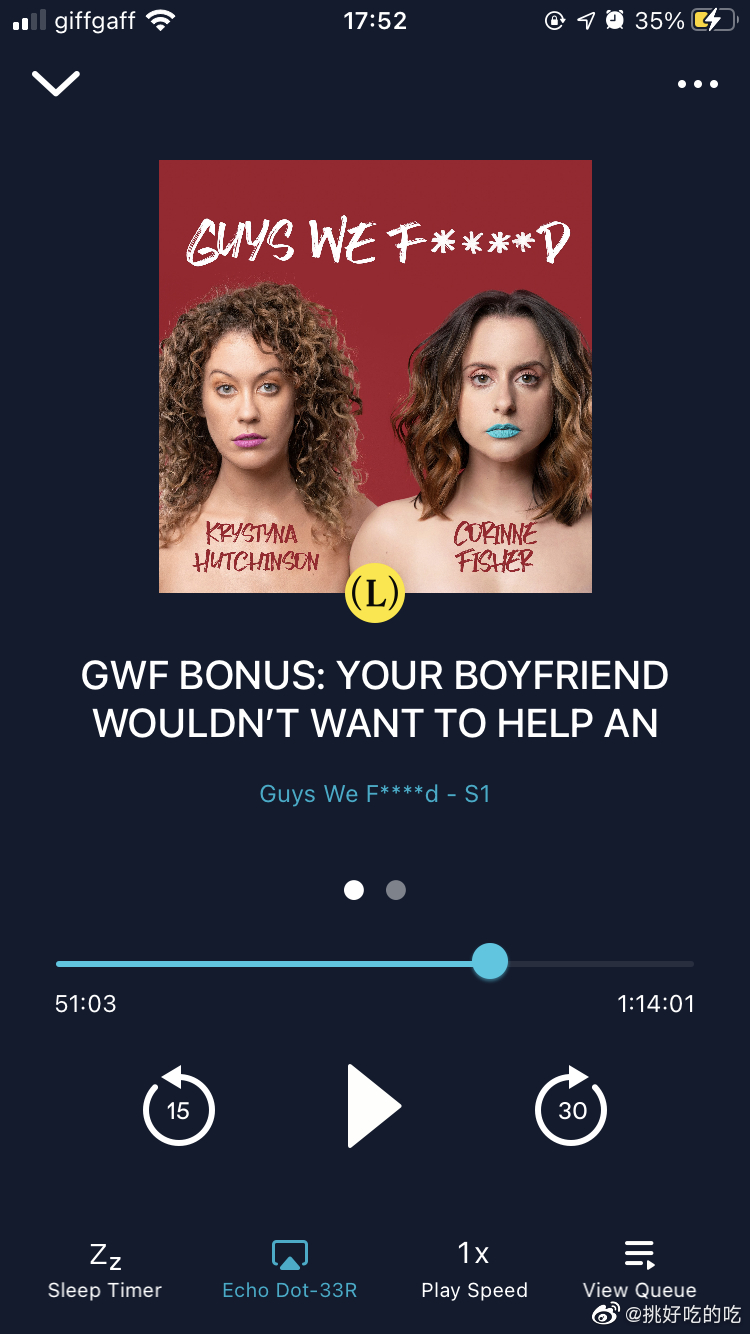 giffgaff 17:52 35%
GUYS WE F****D
KRYSTYNA
HUTCHINSON
CORINNE
FISHER
(L)
GWF BONUS: YOUR BOYFRIEND
WOULDN’T WANT TO HELP AN
Guys We F****d - S1
51:03 1:14:01
15 30
Zz 1x
Sleep Timer Echo Dot-33R Play Speed View Queue
@挑好吃的吃